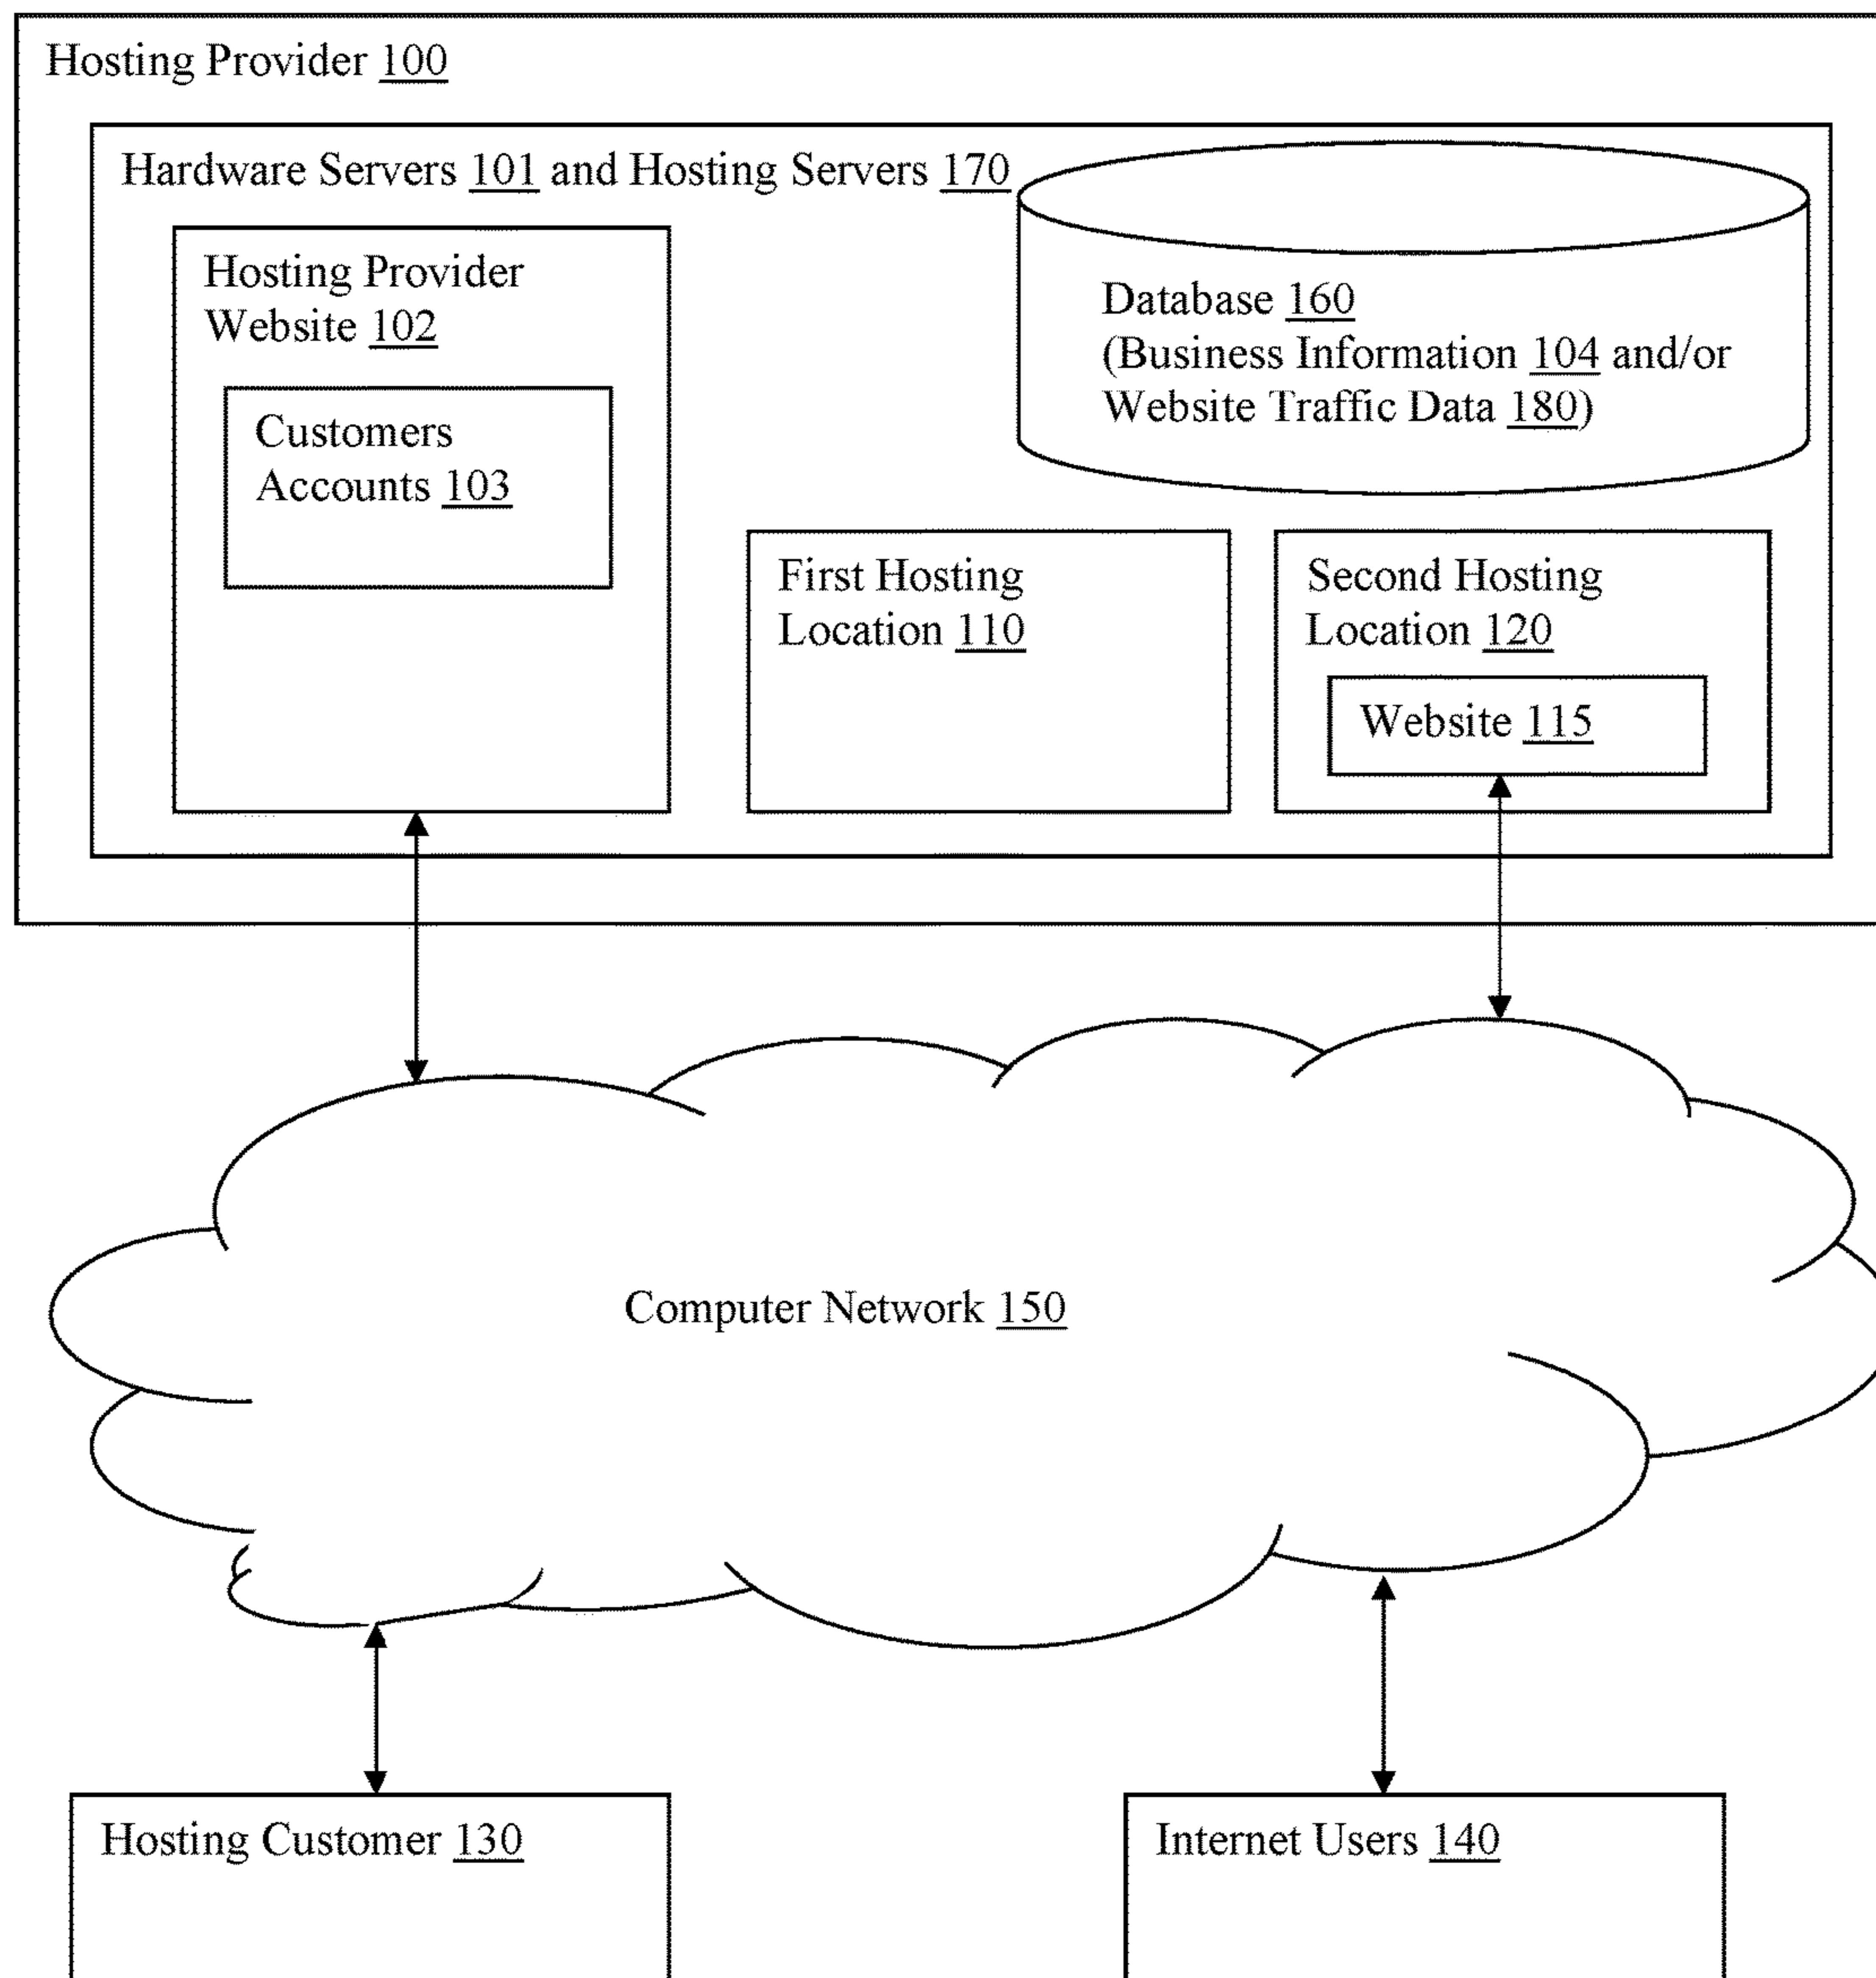 Hosting Provider 100
Hardware Servers 101 and Hosting Servers 170
Hosting Provider
Website 102
Customers
Accounts 103
Database 160
(Business Information 104 and/or
Website Traffic Data 180)
First Hosting
Location 110
Second Hosting
Location 120
Website 115
Computer Network 150
Hosting Customer 130
Internet Users 140